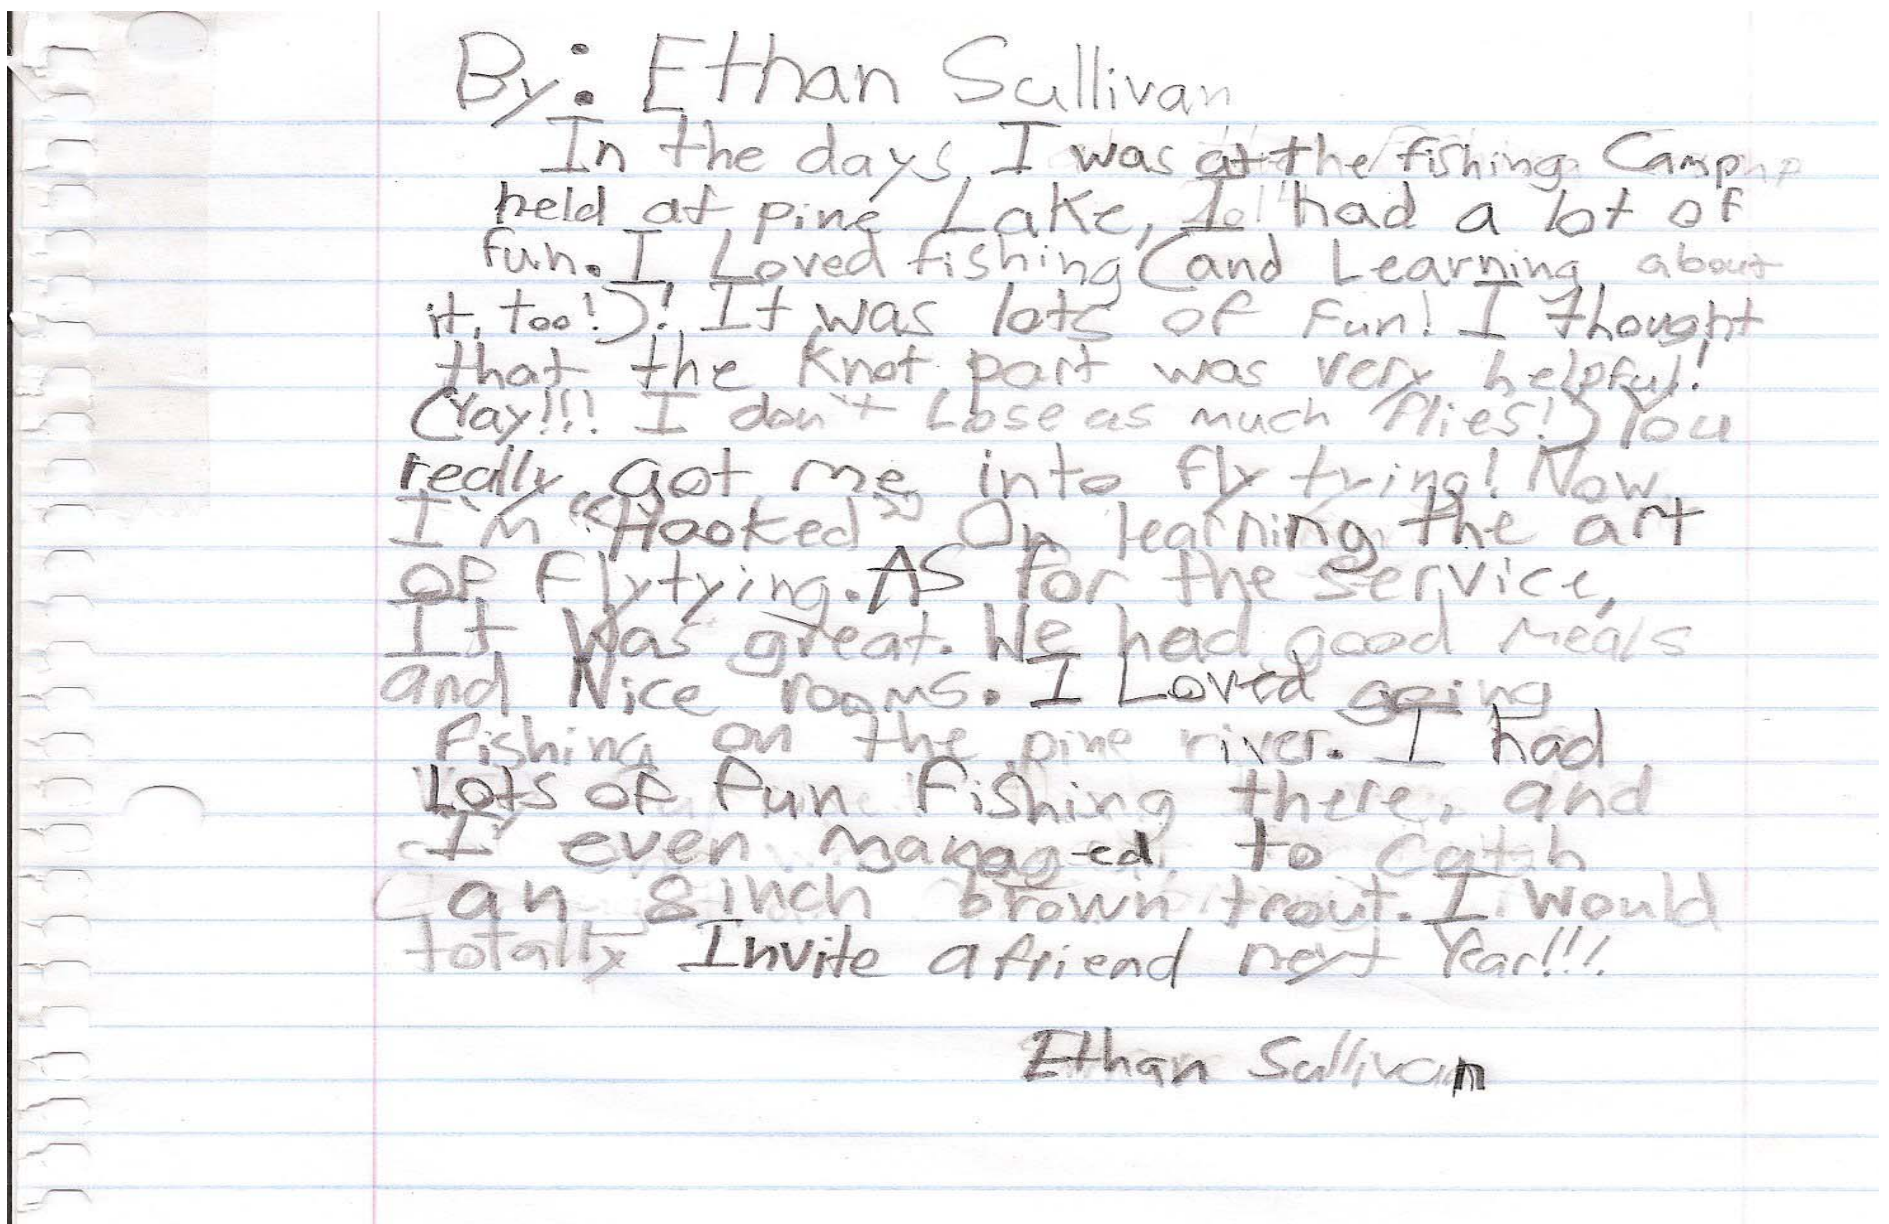 By: Ethan Sullivan
In the days I was at the fishing Camp
held at pine Lake, I had a lot of
fun. I Loved fishing (and Learning about
it, too!)! It was lots of Fun! I thought
that the knot part was very helpful!
(Yay!!! I don't Lose as much flies!) You
really got me into fly tying! Now
I'm "Hooked" On learning the art
of Flytying. AS for the service,
It Was great. We had good meals
and Nice rooms. I Loved going
fishing on the pine river. I had
Lots of fun fishing there, and
I even managed to catch
an 8 inch brown trout. I would
totally Invite a friend next Year!!!
Ethan Sullivan